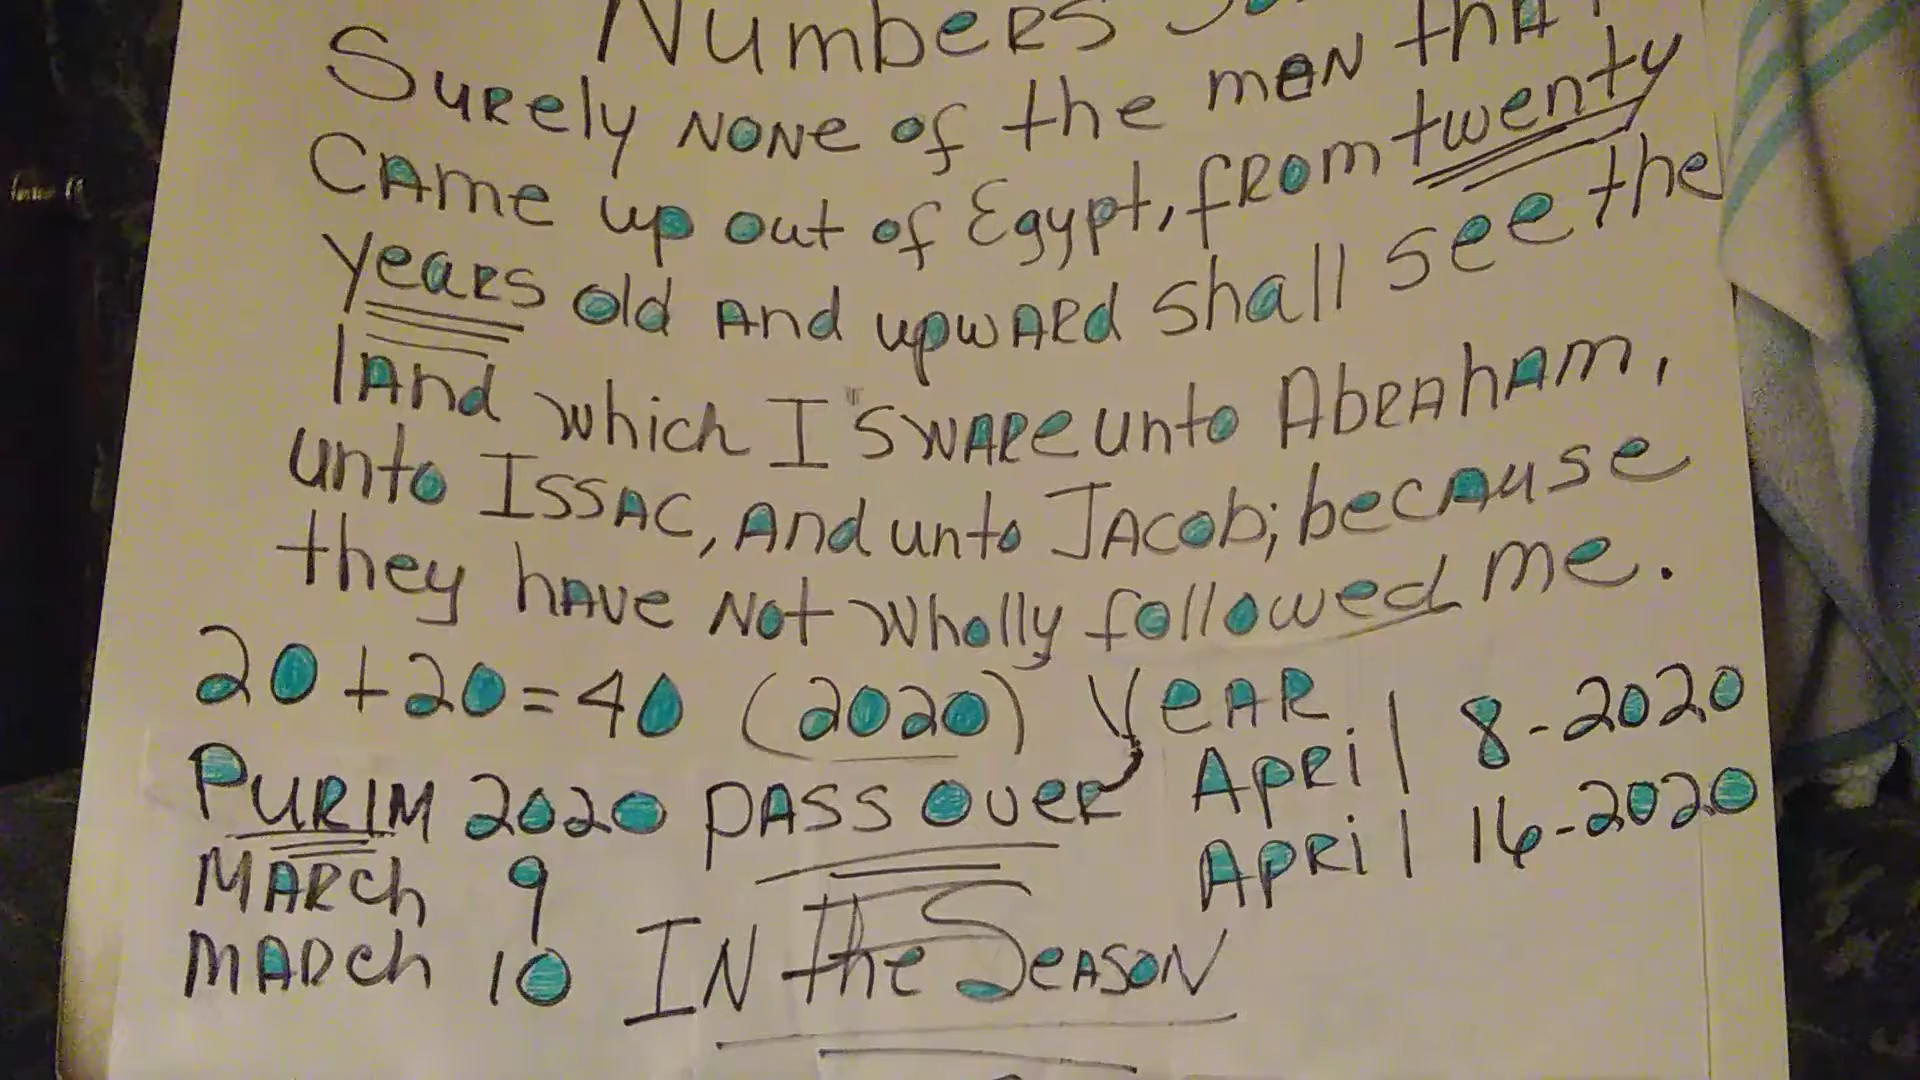 Numbers
Surely none of the men
came up out of Egypt, from twenty
years old and upward shall see the
land which I "sware unto Abraham,
unto Issac, and unto Jacob; because
they have not wholly followed me.
20+20=40 (2020) Year
Purim 2020 Pass over April 8-2020
March 9 April 16-2020
March 10 In the Season